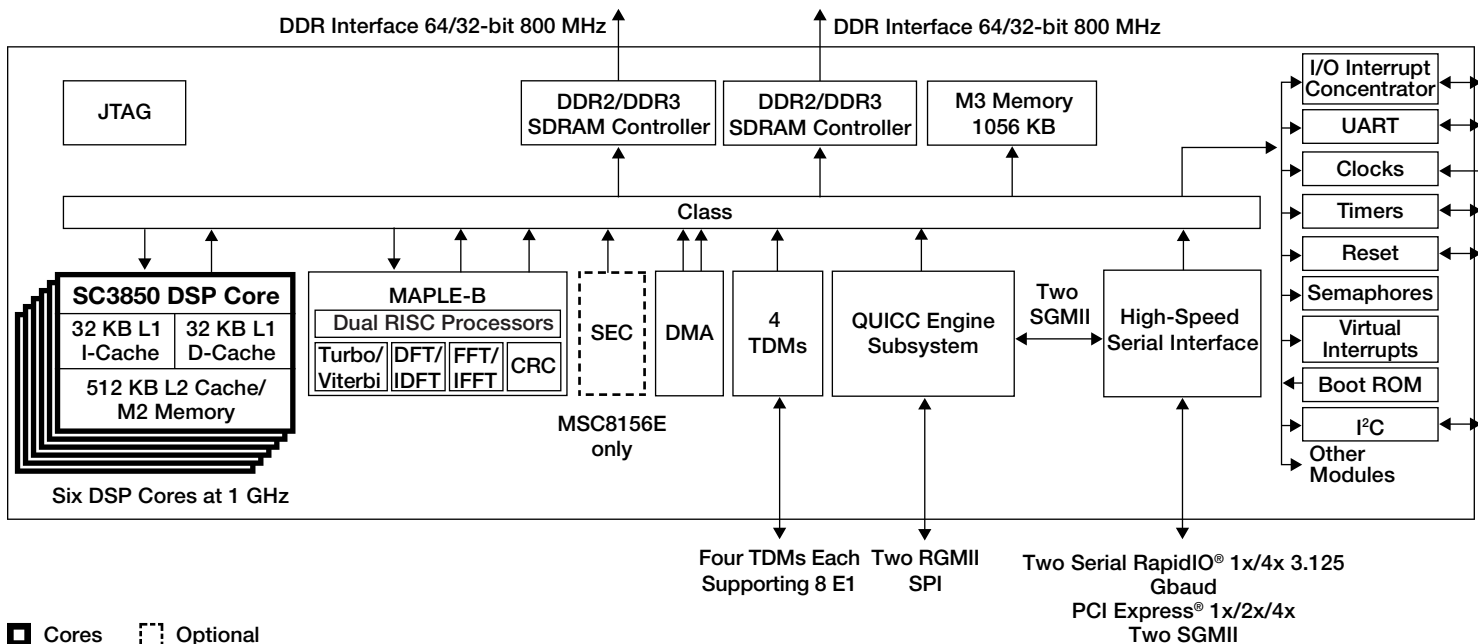 DDR Interface 64/32-bit 800 MHz
DDR Interface 64/32-bit 800 MHz
JTAG
DDR2/DDR3
SDRAM Controller
DDR2/DDR3
SDRAM Controller
M3 Memory
1056 KB
I/O Interrupt
Concentrator
UART
Clocks
Timers
Reset
Semaphores
Virtual
Interrupts
Boot ROM
I²C
Other
Modules
Class
SC3850 DSP Core
32 KB L1
I-Cache
32 KB L1
D-Cache
512 KB L2 Cache/
M2 Memory
Six DSP Cores at 1 GHz
MAPLE-B
Dual RISC Processors
Turbo/
Viterbi
DFT/
IDFT
FFT/
IFFT
CRC
SEC
MSC8156E
only
DMA
4
TDMs
QUICC Engine
Subsystem
Two
SGMII
High-Speed
Serial Interface
Four TDMs Each
Supporting 8 E1
Two RGMII
SPI
Two Serial RapidIO® 1x/4x 3.125
Gbaud
PCI Express® 1x/2x/4x
Two SGMII
Cores
Optional